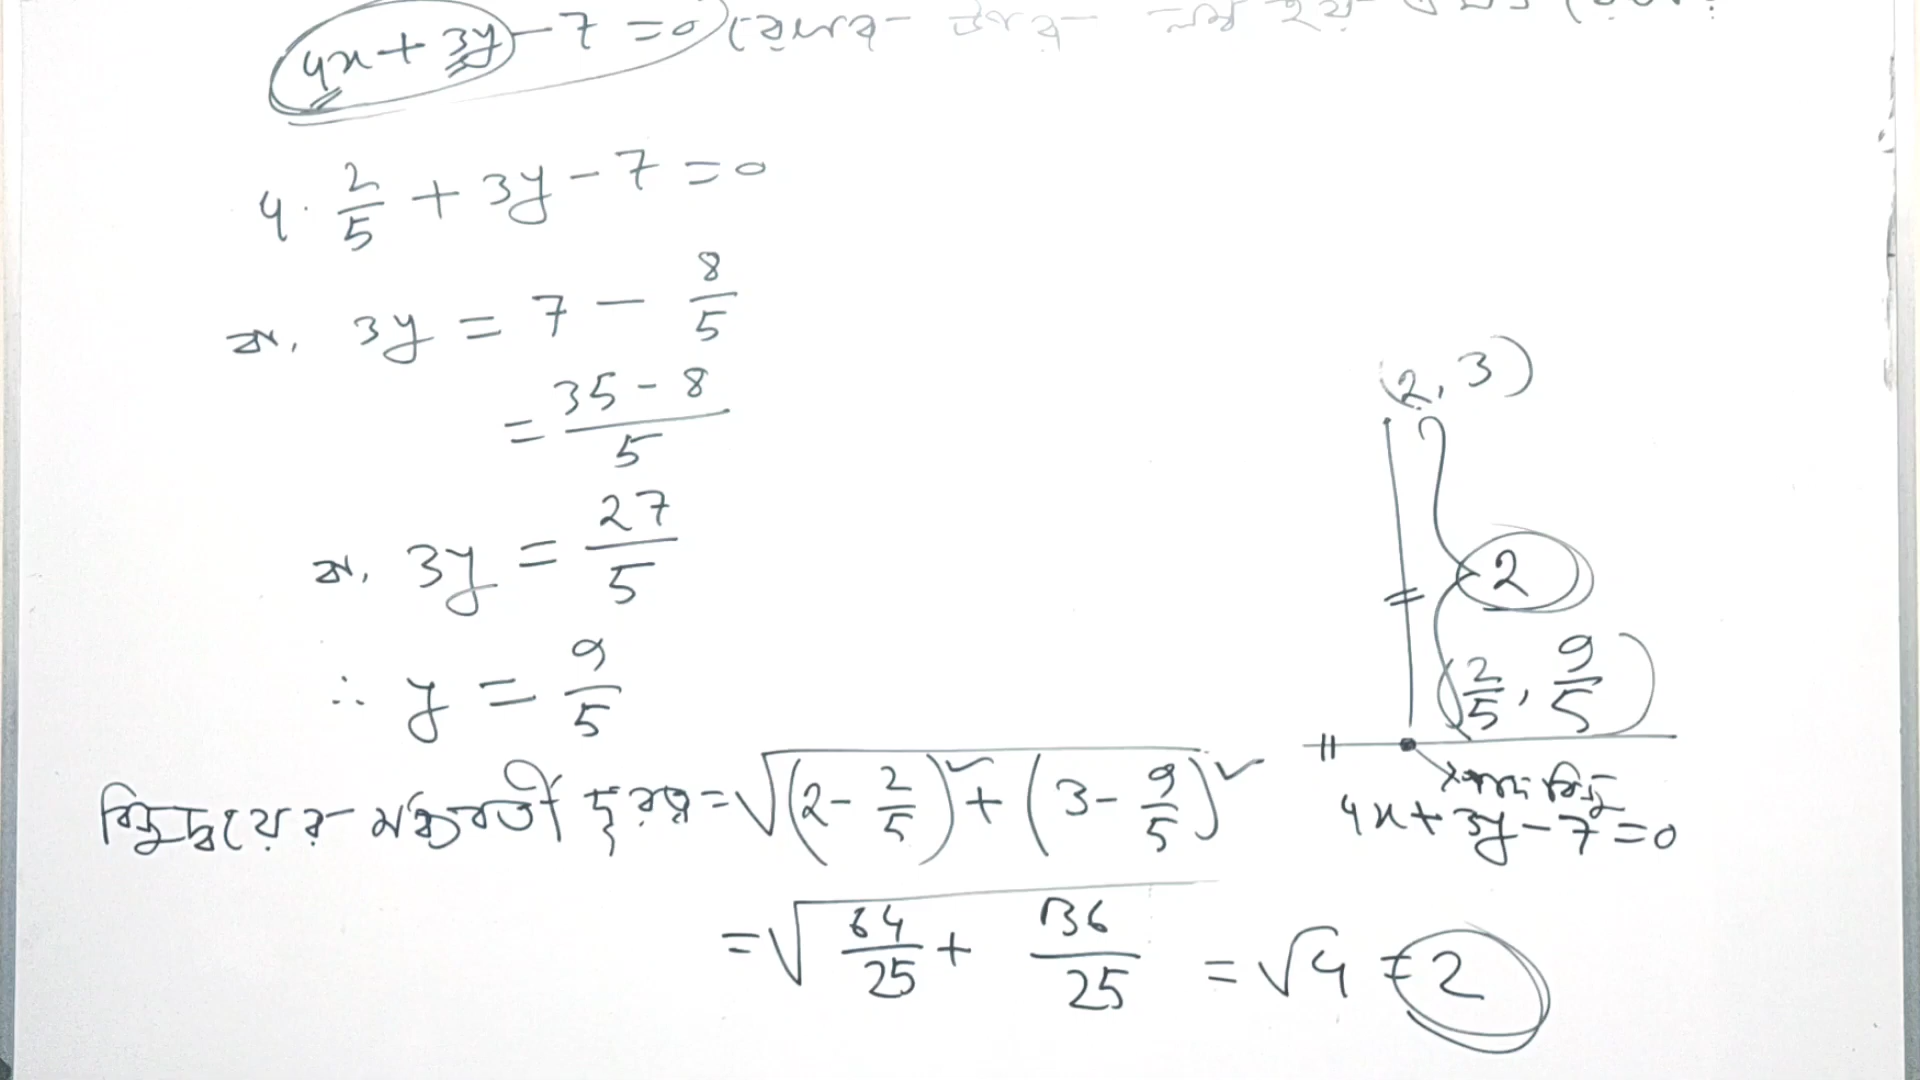 4x + 3y - 7 = 0
4. 2/5 + 3y - 7 = 0
বা, 3y = 7 - 8/5
= (35 - 8)/5
বা, 3y = 27/5
∴ y = 9/5
বিন্দুদ্বয়ের মধ্যবর্তী দূরত্ব = √((2 - 2/5)² + (3 - 9/5)²)
= √(64/25 + 36/25) = √4 = 2
(2, 3)
2
(2/5, 9/5)
বিন্দু
4x + 3y - 7 = 0